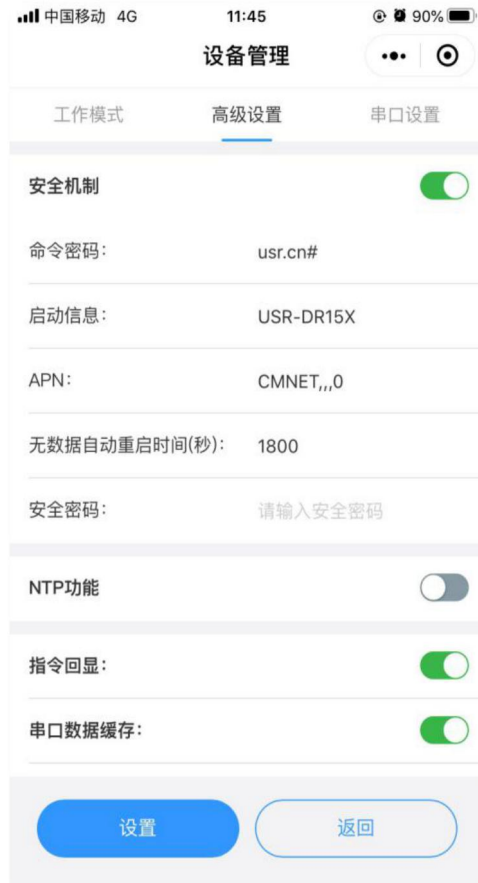 中国移动 4G 11:45 90%
设备管理
工作模式 高级设置 串口设置
安全机制
命令密码: usr.cn#
启动信息: USR-DR15X
APN: CMNET,,,0
无数据自动重启时间(秒): 1800
安全密码: 请输入安全密码
NTP功能
指令回显:
串口数据缓存:
设置 返回